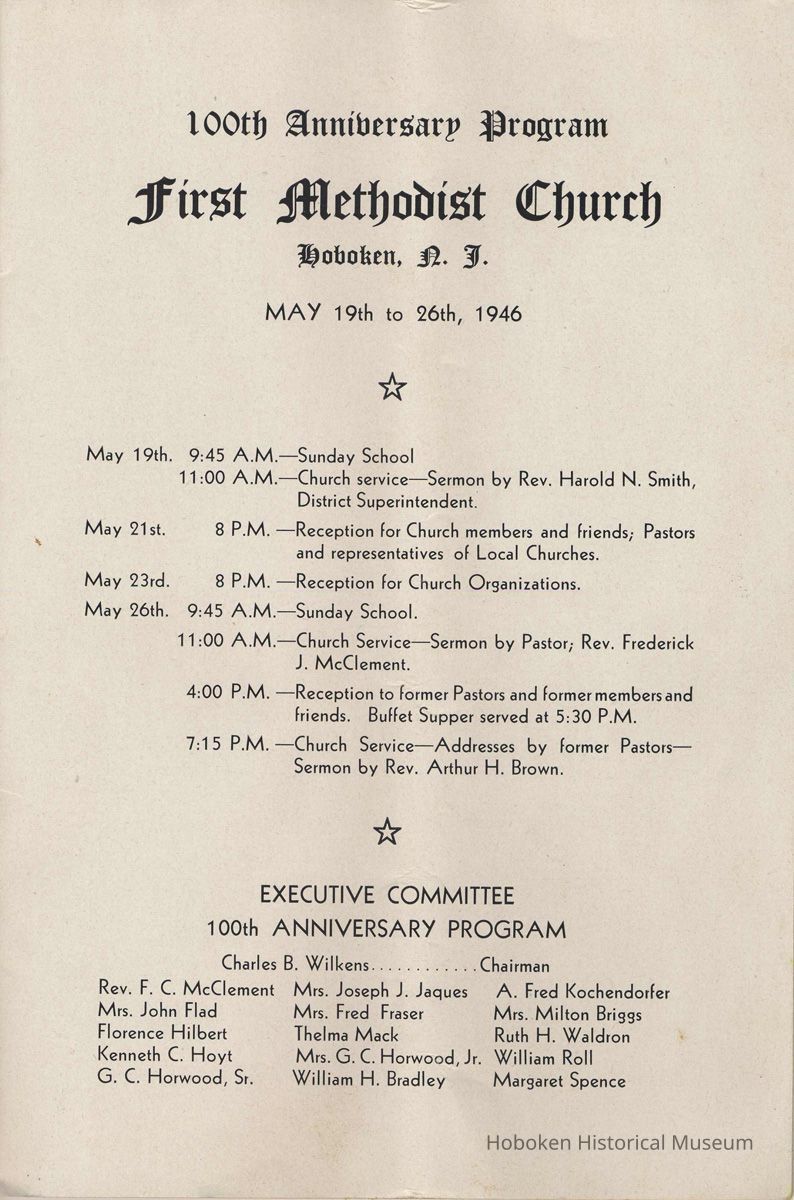 100th Anniversary Program
First Methodist Church
Hoboken, N. J.
MAY 19th to 26th, 1946
May 19th. 9:45 A.M.—Sunday School
11:00 A.M.—Church service—Sermon by Rev. Harold N. Smith,
District Superintendent.
May 21st. 8 P.M. —Reception for Church members and friends; Pastors
and representatives of Local Churches.
May 23rd. 8 P.M. —Reception for Church Organizations.
May 26th. 9:45 A.M.—Sunday School.
11:00 A.M.—Church Service—Sermon by Pastor; Rev. Frederick
J. McClement.
4:00 P.M. —Reception to former Pastors and former members and
friends. Buffet Supper served at 5:30 P.M.
7:15 P.M. —Church Service—Addresses by former Pastors—
Sermon by Rev. Arthur H. Brown.
EXECUTIVE COMMITTEE
100th ANNIVERSARY PROGRAM
Charles B. Wilkens............Chairman
Rev. F. C. McClement Mrs. Joseph J. Jaques A. Fred Kochendorfer
Mrs. John Flad Mrs. Fred Fraser Mrs. Milton Briggs
Florence Hilbert Thelma Mack Ruth H. Waldron
Kenneth C. Hoyt Mrs. G. C. Horwood, Jr. William Roll
G. C. Horwood, Sr. William H. Bradley Margaret Spence
Hoboken Historical Museum